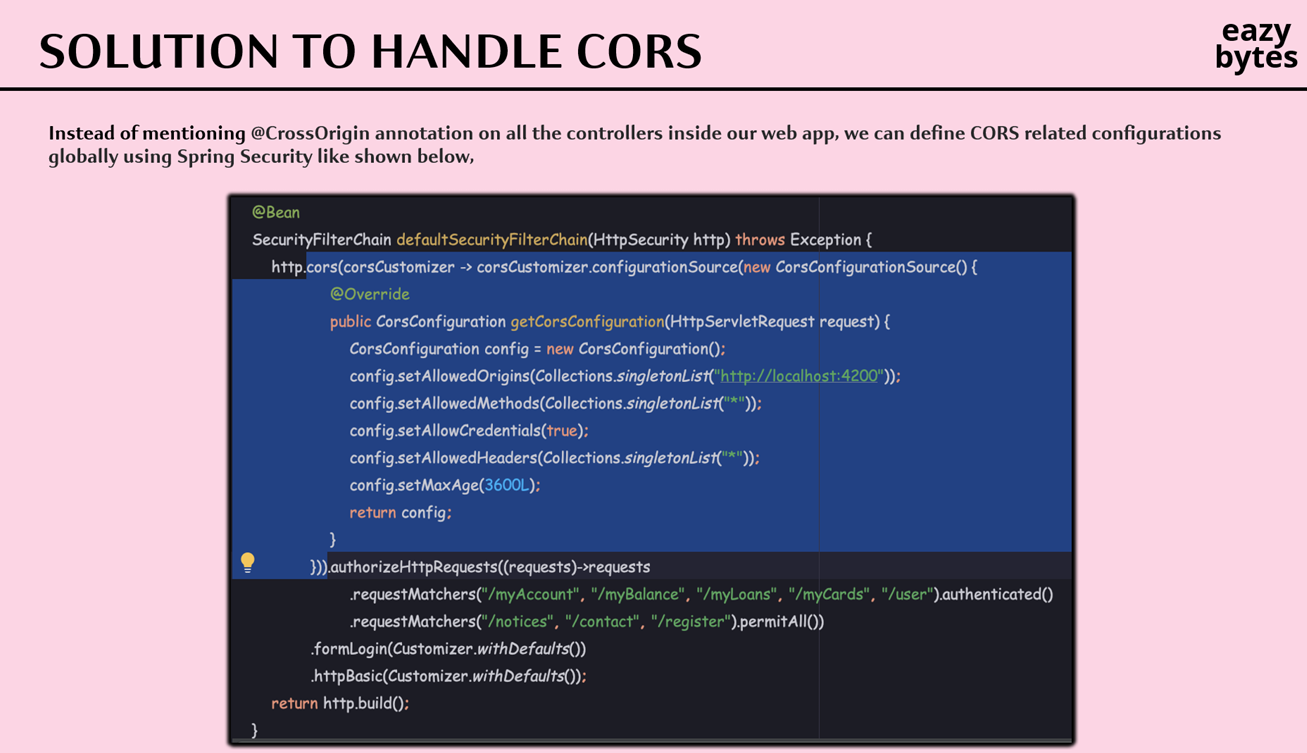 SOLUTION TO HANDLE CORS
eazy
bytes
Instead of mentioning @CrossOrigin annotation on all the controllers inside our web app, we can define CORS related configurations
globally using Spring Security like shown below,
@Bean
SecurityFilterChain defaultSecurityFilterChain(HttpSecurity http) throws Exception {
http.cors(corsCustomizer -> corsCustomizer.configurationSource(new CorsConfigurationSource() {
@Override
public CorsConfiguration getCorsConfiguration(HttpServletRequest request) {
CorsConfiguration config = new CorsConfiguration();
config.setAllowedOrigins(Collections.singletonList("http://localhost:4200"));
config.setAllowedMethods(Collections.singletonList("*"));
config.setAllowCredentials(true);
config.setAllowedHeaders(Collections.singletonList("*"));
config.setMaxAge(3600L);
return config;
}
})).authorizeHttpRequests((requests)->requests
.requestMatchers("/myAccount", "/myBalance", "/myLoans", "/myCards", "/user").authenticated()
.requestMatchers("/notices", "/contact", "/register").permitAll())
.formLogin(Customizer.withDefaults())
.httpBasic(Customizer.withDefaults());
return http.build();
}